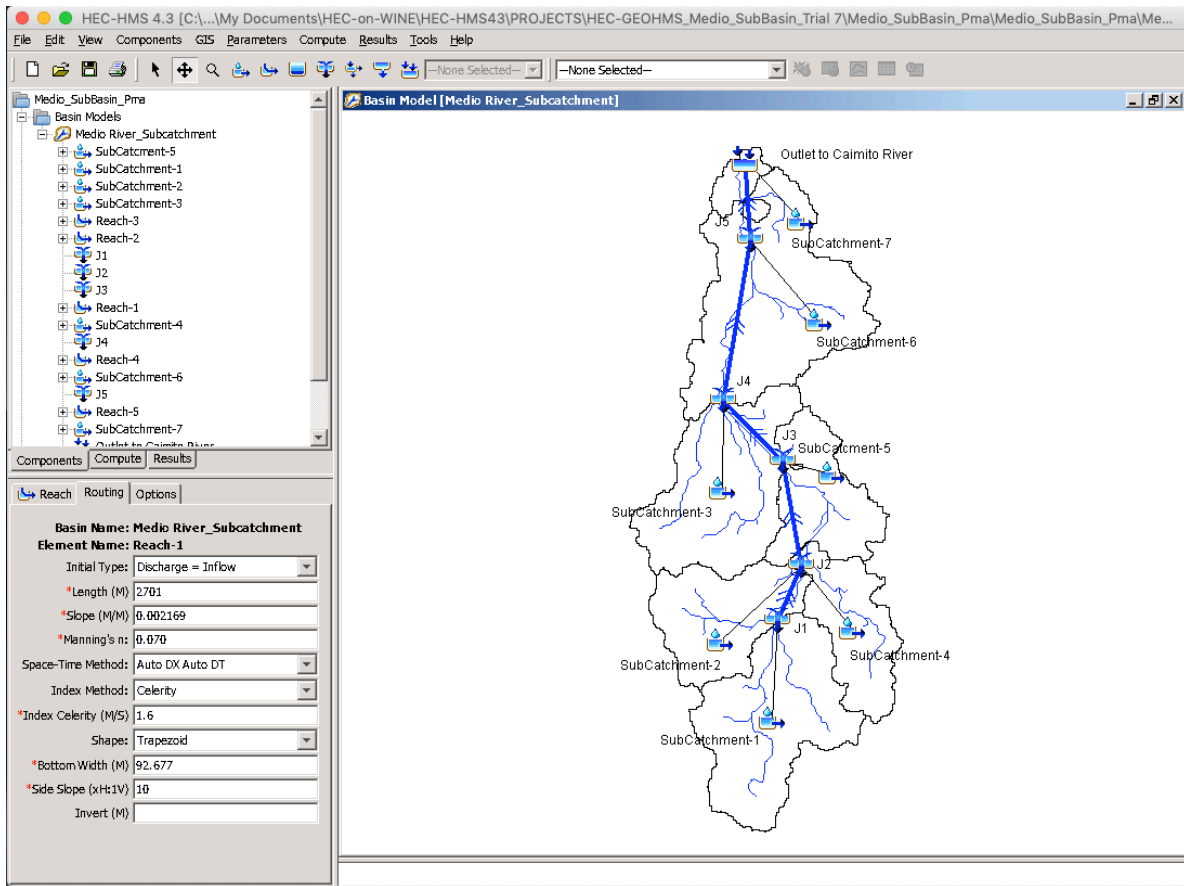 HEC-HMS 4.3 [C:\...\My Documents\HEC-on-WINE\HEC-HMS43\PROJECTS\HEC-GEOHMS_Medio_SubBasin_Trial 7\Medio_SubBasin_Pma\Medio_SubBasin_Pma\Me...
File Edit View Components GIS Parameters Compute Results Tools Help
--None Selected-- --None Selected--
Medio_SubBasin_Pma
Basin Models
Medio River_Subcatchment
SubCatcment-5
SubCatchment-1
SubCatchment-2
SubCatchment-3
Reach-3
Reach-2
J1
J2
J3
Reach-1
SubCatchment-4
J4
Reach-4
SubCatchment-6
J5
Reach-5
SubCatchment-7
Outlet to Caimito River
Components Compute Results
Reach Routing Options
Basin Name: Medio River_Subcatchment
Element Name: Reach-1
Initial Type: Discharge = Inflow
*Length (M) 2701
*Slope (M/M) 0.002169
*Manning's n: 0.070
Space-Time Method: Auto DX Auto DT
Index Method: Celerity
*Index Celerity (M/S) 1.6
Shape: Trapezoid
*Bottom Width (M) 92.677
*Side Slope (xH:1V) 10
Invert (M)
Basin Model [Medio River_Subcatchment]
Outlet to Caimito River
J5
SubCatchment-7
SubCatchment-6
J4
J3
SubCatcment-5
SubCatchment-3
J2
J1
SubCatchment-2
SubCatchment-4
SubCatchment-1